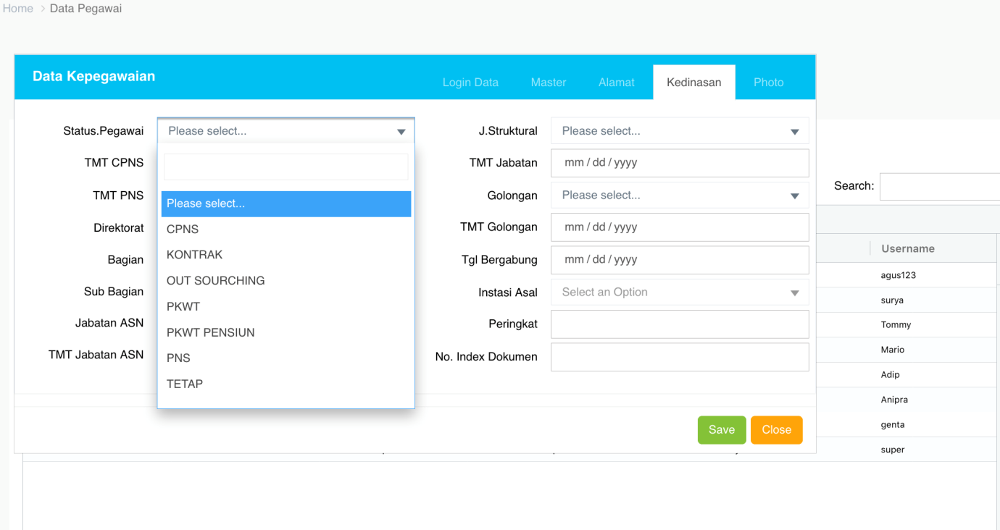 Home > Data Pegawai
Data Kepegawaian
Login Data
Master
Alamat
Kedinasan
Photo
Status.Pegawai
Please select...
TMT CPNS
TMT PNS
Direktorat
Bagian
Sub Bagian
Jabatan ASN
TMT Jabatan ASN
Please select...
CPNS
KONTRAK
OUT SOURCHING
PKWT
PKWT PENSIUN
PNS
TETAP
J.Struktural
Please select...
TMT Jabatan
mm / dd / yyyy
Golongan
Please select...
TMT Golongan
mm / dd / yyyy
Tgl Bergabung
mm / dd / yyyy
Instasi Asal
Select an Option
Peringkat
No. Index Dokumen
Save
Close
Search:
Username
agus123
surya
Tommy
Mario
Adip
Anipra
genta
super